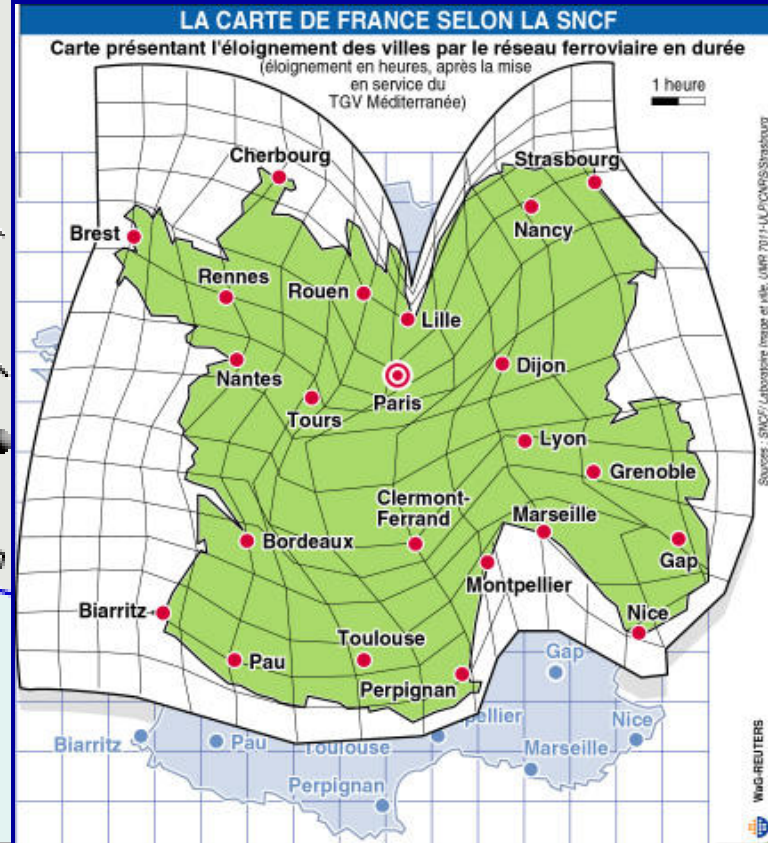 LA CARTE DE FRANCE SELON LA SNCF
Carte présentant l'éloignement des villes par le réseau ferroviaire en durée
(éloignement en heures, après la mise
en service du
TGV Méditerranée)
1 heure
Cherbourg
Strasbourg
Brest
Nancy
Rennes
Rouen
Lille
Nantes
Dijon
Tours
Paris
Lyon
Grenoble
Clermont-
Ferrand
Marseille
Bordeaux
Gap
Montpellier
Biarritz
Nice
Toulouse
Pau
Perpignan
Gap
pellier
Nice
Biarritz
Pau
Toulouse
Marseille
Perpignan
Sources : SNCF/ Laboratoire Image et ville, UMR 7011-ULP/CNRS/Strasbourg
WaG-REUTERS